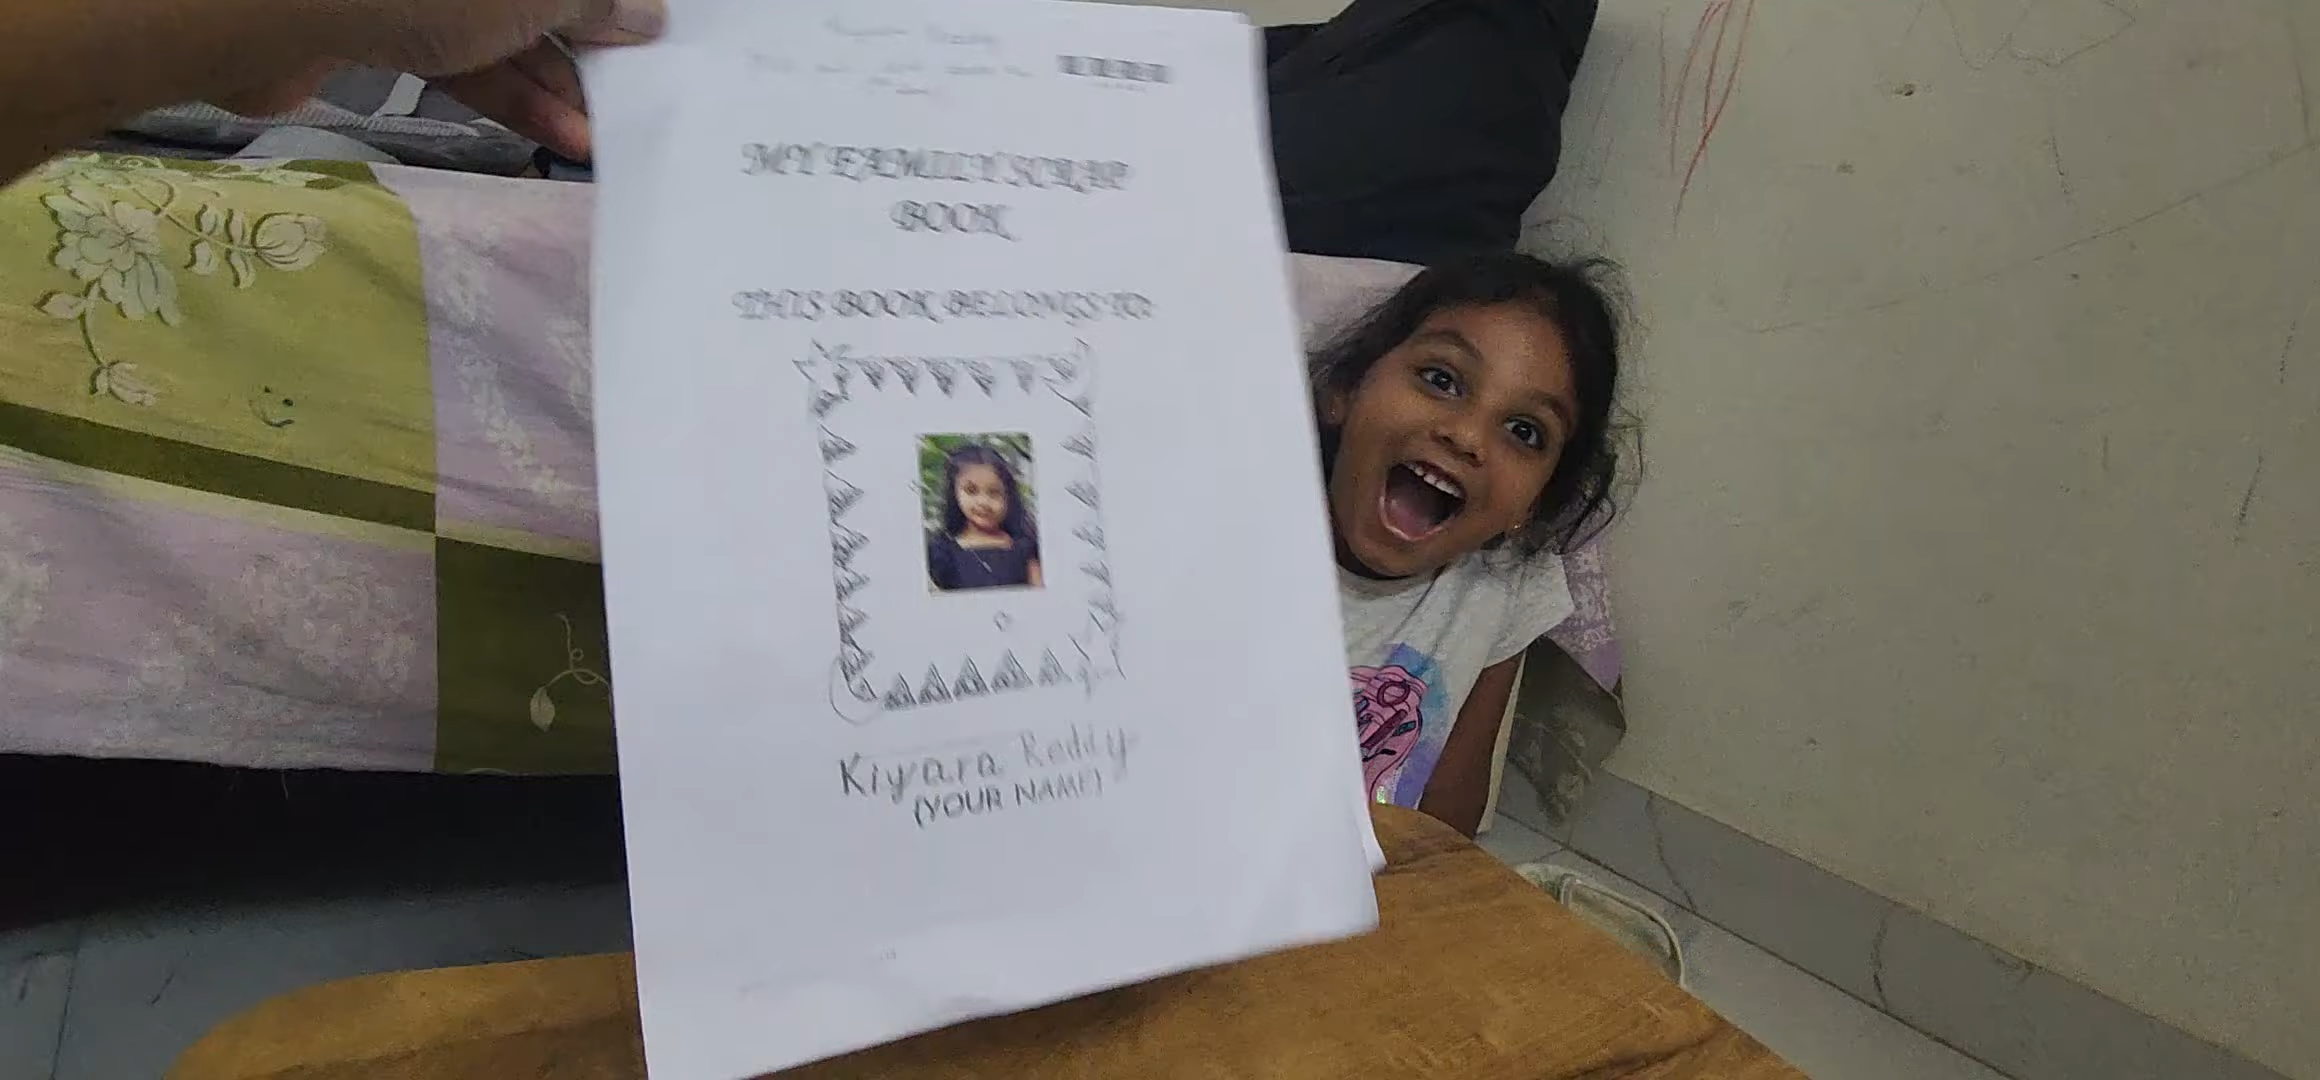 MY FAMILY SCRAP
BOOK
THIS BOOK BELONGS TO:
Kiyara Reddy
(YOUR NAME)